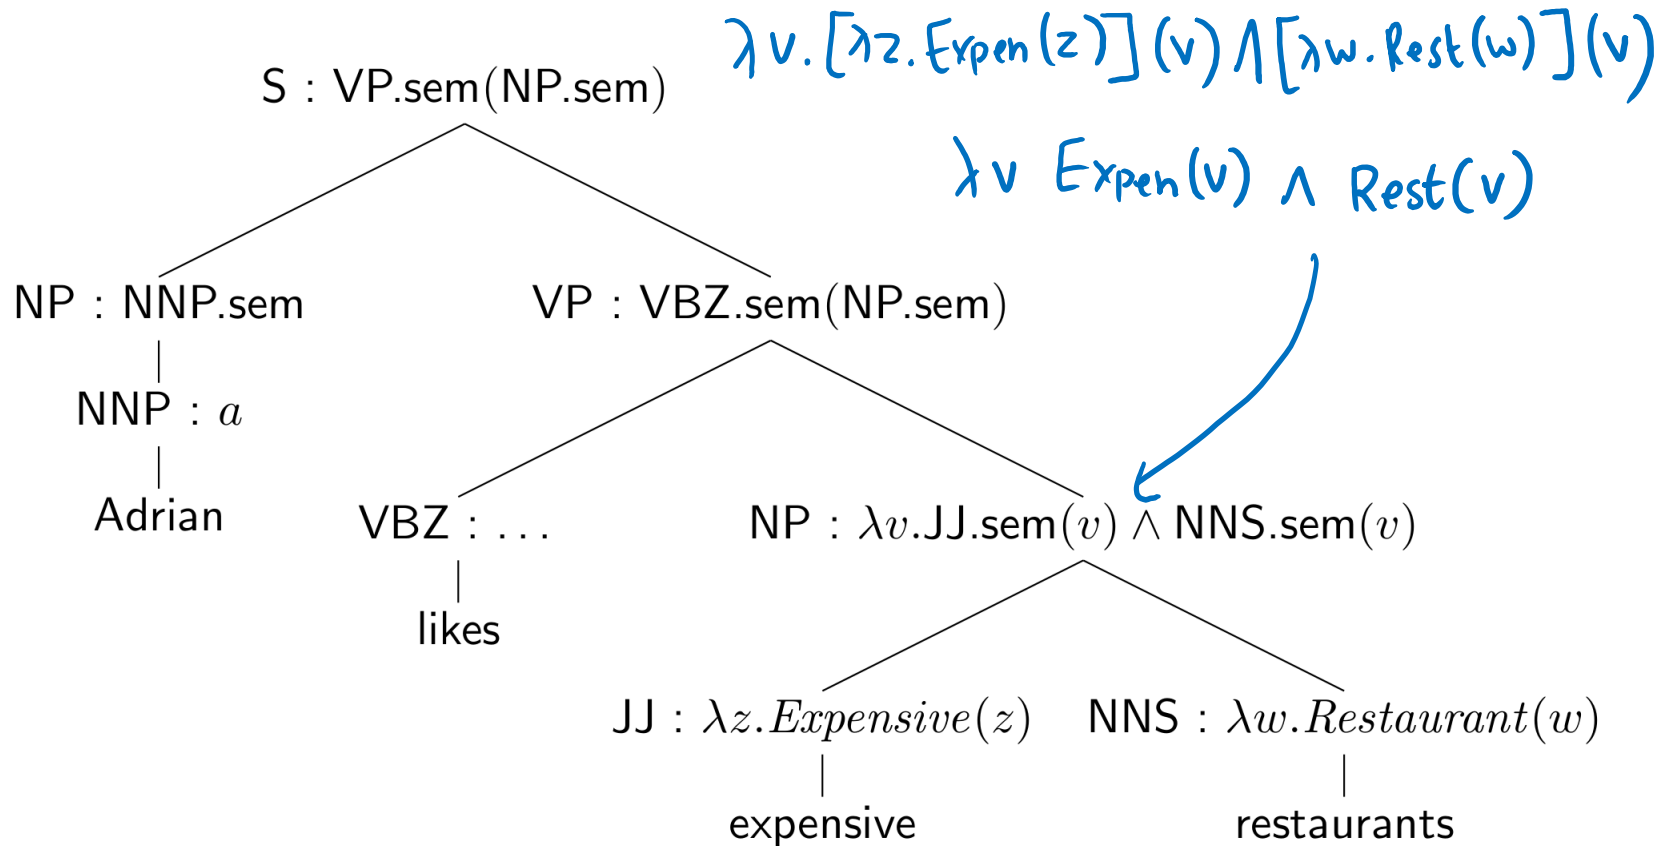 λv.[λz.Expen(z)](v)∧[λw.Rest(w)](v)
S : VP.sem(NP.sem)
λv Expen(v) ∧ Rest(v)
NP : NNP.sem
VP : VBZ.sem(NP.sem)
NNP : a
Adrian
VBZ : ...
NP : λv.JJ.sem(v) ∧ NNS.sem(v)
likes
JJ : λz.Expensive(z)
NNS : λw.Restaurant(w)
expensive
restaurants